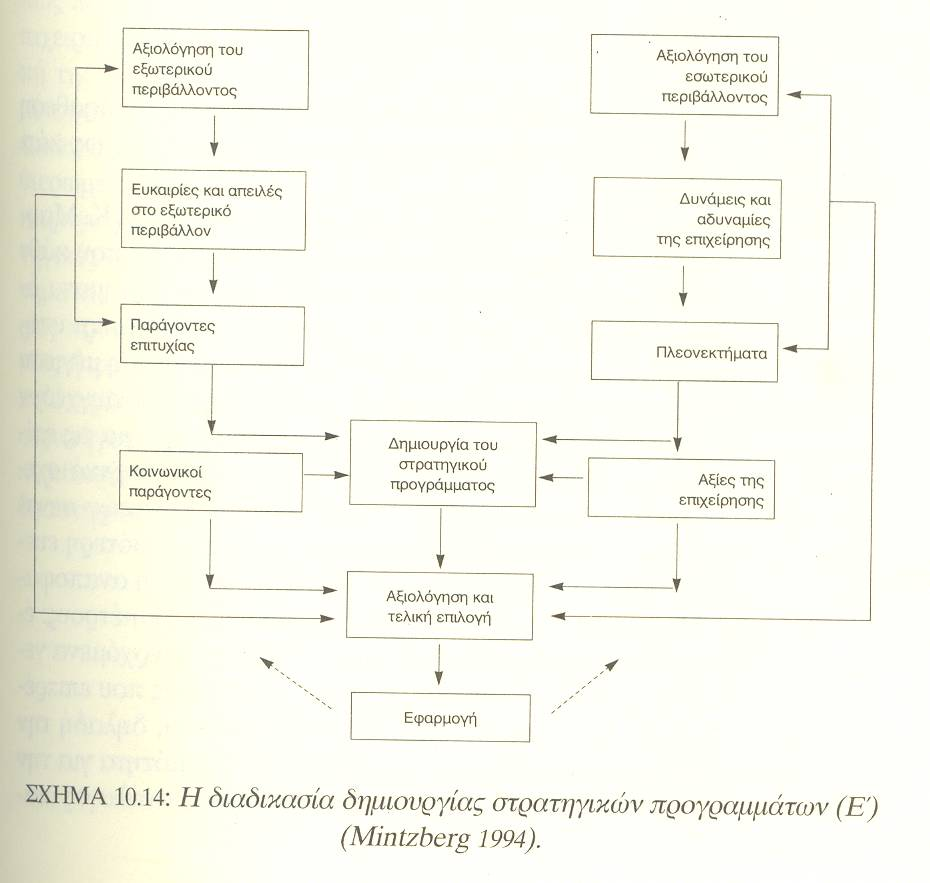 Αξιολόγηση του
εξωτερικού
περιβάλλοντος
Αξιολόγηση του
εσωτερικού
περιβάλλοντος
Ευκαιρίες και απειλές
στο εξωτερικό
περιβάλλον
Δυνάμεις και
αδυναμίες
της επιχείρησης
Παράγοντες
επιτυχίας
Πλεονεκτήματα
Δημιουργία του
στρατηγικού
προγράμματος
Κοινωνικοί
παράγοντες
Αξίες της
επιχείρησης
Αξιολόγηση και
τελική επιλογή
Εφαρμογή
ΣΧΗΜΑ 10.14: Η διαδικασία δημιουργίας στρατηγικών προγραμμάτων (Ε΄)
(Mintzberg 1994).